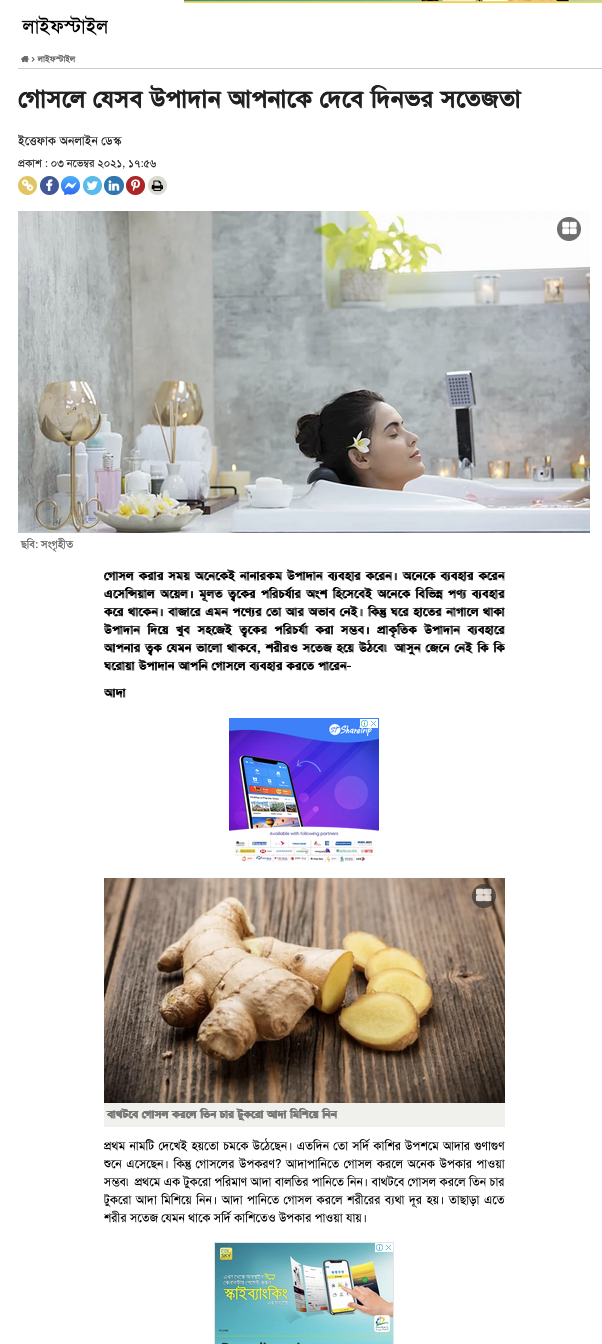 লাইফস্টাইল
› লাইফস্টাইল
গোসলে যেসব উপাদান আপনাকে দেবে দিনভর সতেজতা
ইত্তেফাক অনলাইন ডেস্ক
প্রকাশ : ০৩ নভেম্বর ২০২১, ১৭:৫৬
ছবি: সংগৃহীত
গোসল করার সময় অনেকেই নানারকম উপাদান ব্যবহার করেন। অনেকে ব্যবহার করেন
এসেন্সিয়াল অয়েল। মূলত ত্বকের পরিচর্যার অংশ হিসেবেই অনেকে বিভিন্ন পণ্য ব্যবহার
করে থাকেন। বাজারে এমন পণ্যের তো আর অভাব নেই। কিন্তু ঘরে হাতের নাগালে থাকা
উপাদান দিয়ে খুব সহজেই ত্বকের পরিচর্যা করা সম্ভব। প্রাকৃতিক উপাদান ব্যবহারে
আপনার ত্বক যেমন ভালো থাকবে, শরীরও সতেজ হয়ে উঠবে৷ আসুন জেনে নেই কি কি
ঘরোয়া উপাদান আপনি গোসলে ব্যবহার করতে পারেন-
আদা
ShareTrip
Available with following partners
বাথটবে গোসল করলে তিন চার টুকরো আদা মিশিয়ে নিন
প্রথম নামটি দেখেই হয়তো চমকে উঠেছেন। এতদিন তো সর্দি কাশির উপশমে আদার গুণাগুণ
শুনে এসেছেন। কিন্তু গোসলের উপকরণ? আদাপানিতে গোসল করলে অনেক উপকার পাওয়া
সম্ভব৷ প্রথমে এক টুকরো পরিমাণ আদা বালতির পানিতে নিন। বাথটবে গোসল করলে তিন চার
টুকরো আদা মিশিয়ে নিন। আদা পানিতে গোসল করলে শরীরের ব্যথা দূর হয়। তাছাড়া এতে
শরীর সতেজ যেমন থাকে সর্দি কাশিতেও উপকার পাওয়া যায়।
SKY
স্কাইব্যাংকিং